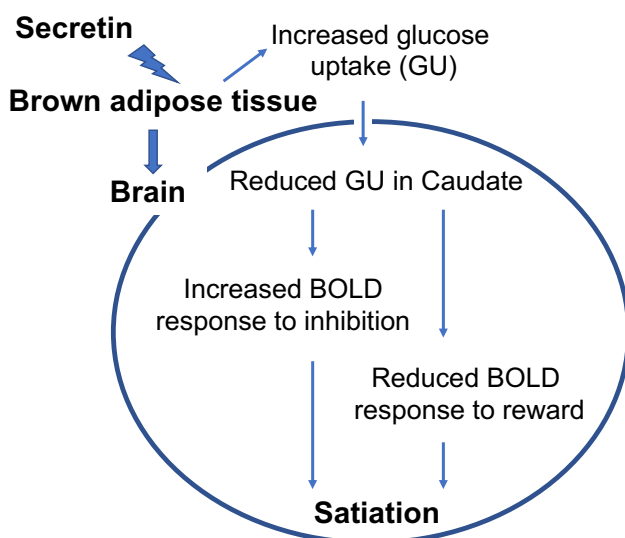 Secretin
Increased glucose
uptake (GU)
Brown adipose tissue
Brain
Reduced GU in Caudate
Increased BOLD
response to inhibition
Reduced BOLD
response to reward
Satiation